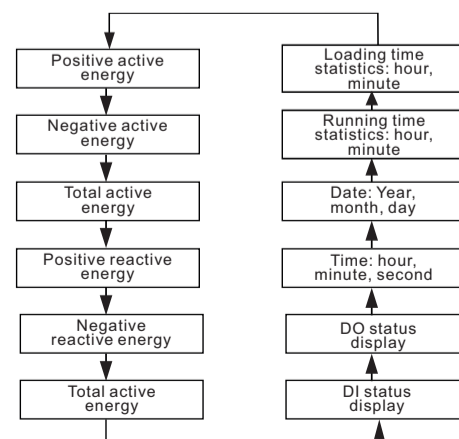 Positive active
energy
Negative active
energy
Total active
energy
Positive reactive
energy
Negative
reactive energy
Total active
energy
Loading time
statistics: hour,
minute
Running time
statistics: hour,
minute
Date: Year,
month, day
Time: hour,
minute, second
DO status
display
DI status
display